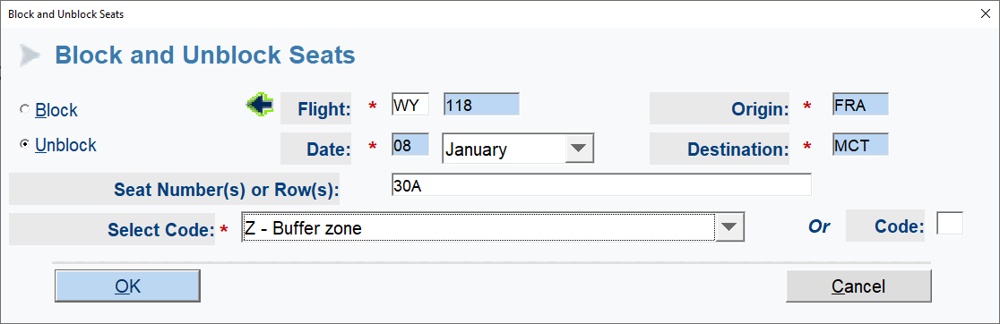 Block and Unblock Seats
Block and Unblock Seats
Block Flight: * WY 118 Origin: * FRA
Unblock Date: * 08 January Destination: * MCT
Seat Number(s) or Row(s): 30A
Select Code: * Z - Buffer zone Or Code:
OK Cancel